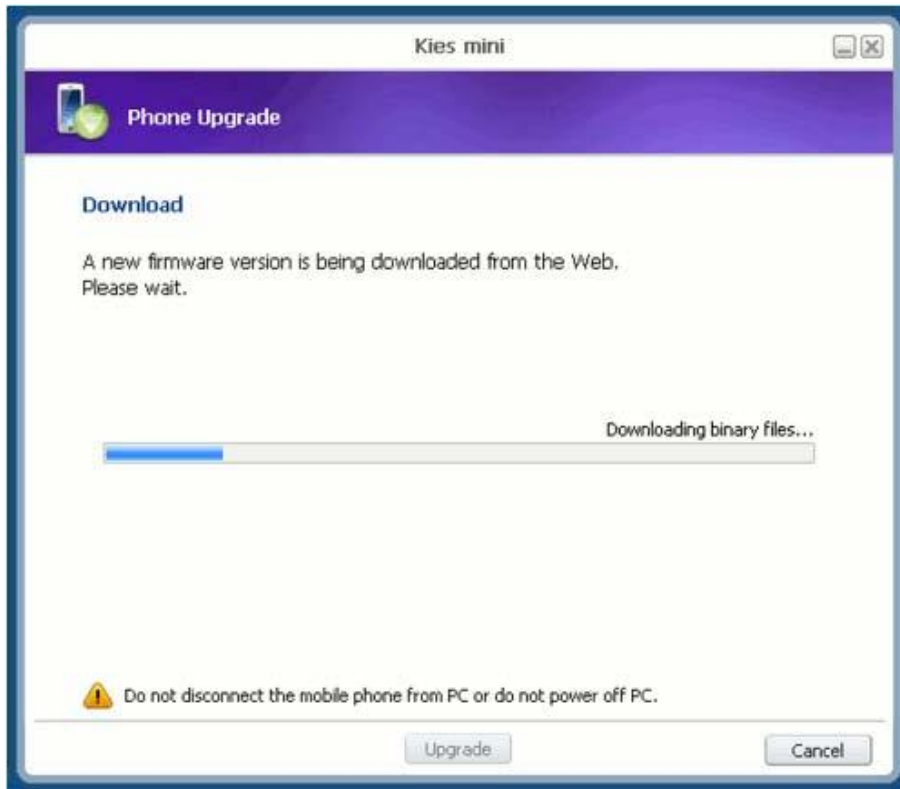 Kies mini
Phone Upgrade
Download
A new firmware version is being downloaded from the Web.
Please wait.
Downloading binary files...
Do not disconnect the mobile phone from PC or do not power off PC.
Upgrade
Cancel